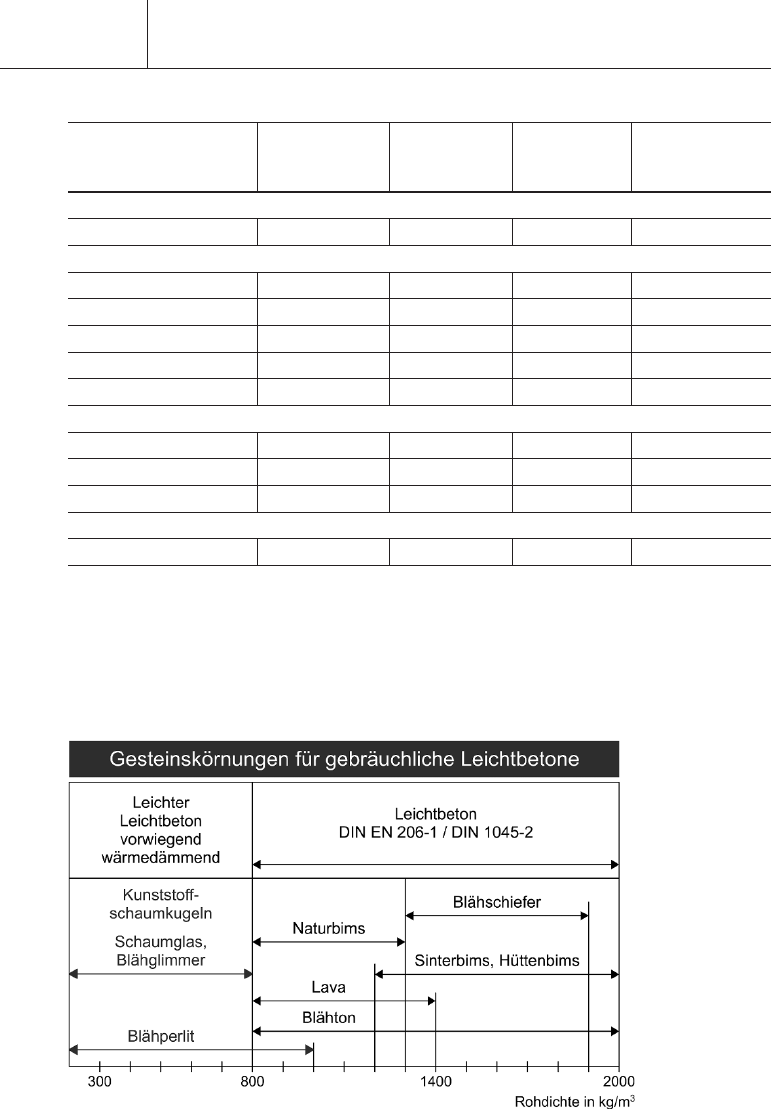 Gesteinskörnungen für gebräuchliche Leichtbetone
Leichter
Leichtbeton
vorwiegend
wärmedämmend
Leichtbeton
DIN EN 206-1 / DIN 1045-2
Kunststoff-
schaumkugeln
Schaumglas,
Blähglimmer
Blähperlit
Blähschiefer
Naturbims
Sinterbims, Hüttenbims
Lava
Blähton
300 800 1400 2000
Rohdichte in kg/m³